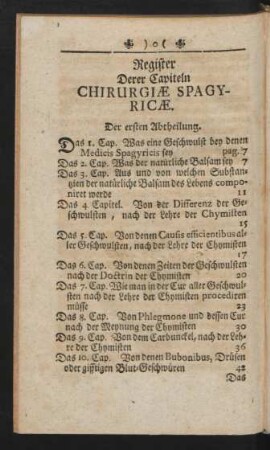 ) o (
Register
Derer Capiteln
CHIRURGIÆ SPAGY-
RICÆ.
Der ersten Abtheilung.
Das 1. Cap. Was eine Geschwulst bey denen
Medicis Spagyricis sey pag. 7
Das 2. Cap. Was der natürliche Balsam sey 7
Das 3. Cap. Aus und von welchen Substan-
tzien der natürliche Balsam des Lebens compo-
niret werde 11
Das 4 Capitel. Von der Differenz der Ge-
schwulsten, nach der Lehre der Chymisten
15
Das 5. Cap. Von denen Causis efficientibus al-
ler Geschwulsten, nach der Lehre der Chymisten
17
Das 6. Cap. Von denen Zeiten der Geschwulsten
nach der Doctrin der Chymisten 20
Das 7. Cap. Wie man in der Cur aller Geschwul-
sten nach der Lehre der Chymisten procediren
müsse 23
Das 8. Cap. Von Phlegmone und dessen Cur
nach der Meynung der Chymisten 30
Das 9. Cap. Von dem Carbunckel, nach der Leh-
re der Chymisten 36
Das 10. Cap. Von denen Bubonibus, Drüsen
oder gifftigen Blut-Geschwüren 42
Das